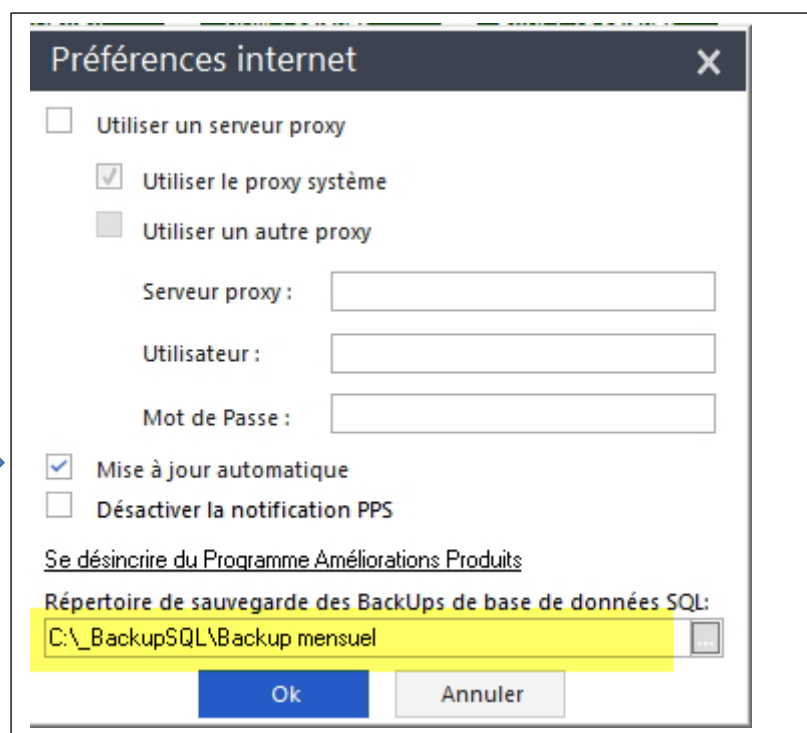 Préférences internet
Utiliser un serveur proxy
Utiliser le proxy système
Utiliser un autre proxy
Serveur proxy :
Utilisateur :
Mot de Passe :
Mise à jour automatique
Désactiver la notification PPS
Se désincrire du Programme Améliorations Produits
Répertoire de sauvegarde des BackUps de base de données SQL:
C:\_BackupSQL\Backup mensuel
...
Ok Annuler